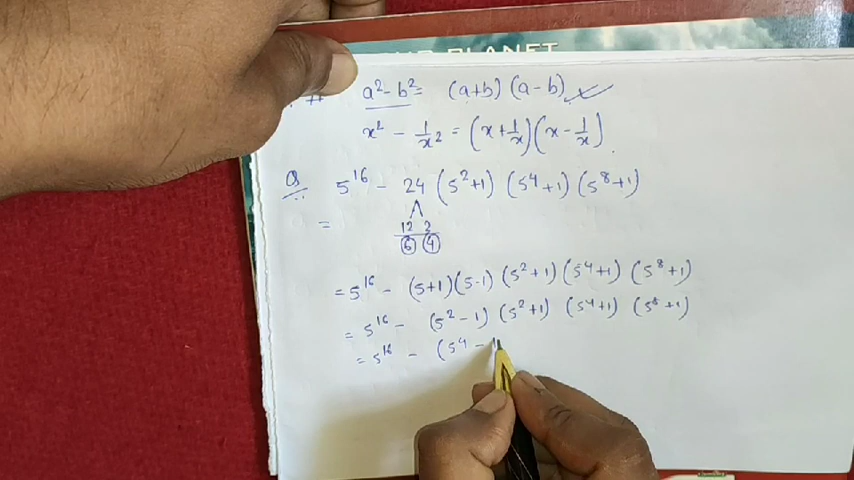 PLANET
# a² - b² = (a+b) (a-b)
x² - 1/x² = (x+1/x)(x-1/x)
Q 5¹⁶ - 24 (5²+1) (5⁴+1) (5⁸+1)
=
12 2
6 4
= 5¹⁶ - (5+1)(5-1) (5²+1) (5⁴+1) (5⁸+1)
= 5¹⁶ - (5²-1) (5²+1) (5⁴+1) (5⁸+1)
= 5¹⁶ - (5⁴ - 1